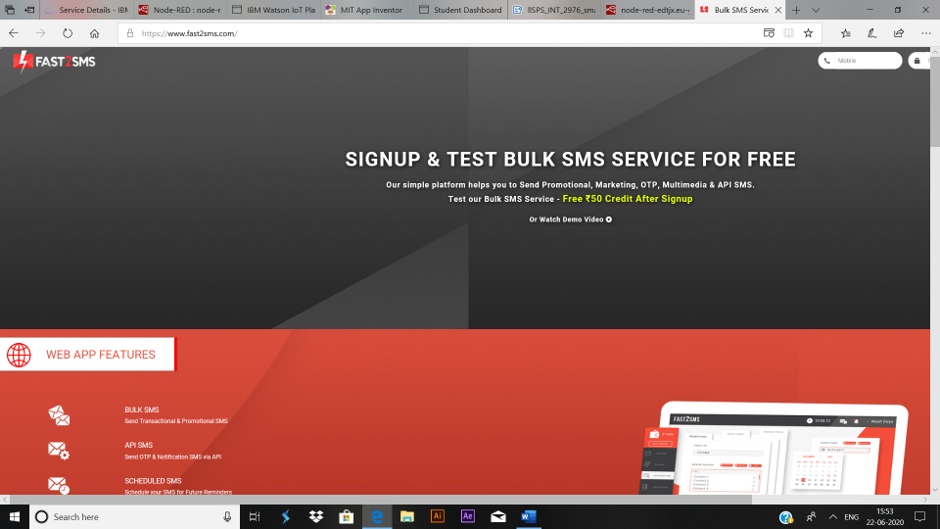 Service Details - IBM
Node-RED : node-r
IBM Watson IoT Pla
MIT App Inventor
Student Dashboard
llSPS_INT_2976_sma
node-red-edtjx.eu-
Bulk SMS Servic
https://www.fast2sms.com/
FAST2SMS
Mobile
SIGNUP & TEST BULK SMS SERVICE FOR FREE
Our simple platform helps you to Send Promotional, Marketing, OTP, Multimedia & API SMS.
Test our Bulk SMS Service - Free ₹50 Credit After Signup
Or Watch Demo Video
WEB APP FEATURES
BULK SMS
Send Transactional & Promotional SMS
API SMS
Send OTP & Notification SMS via API
SCHEDULED SMS
Schedule your SMS for Future Reminders
FAST2SMS
Search here
ENG
15:53
22-06-2020